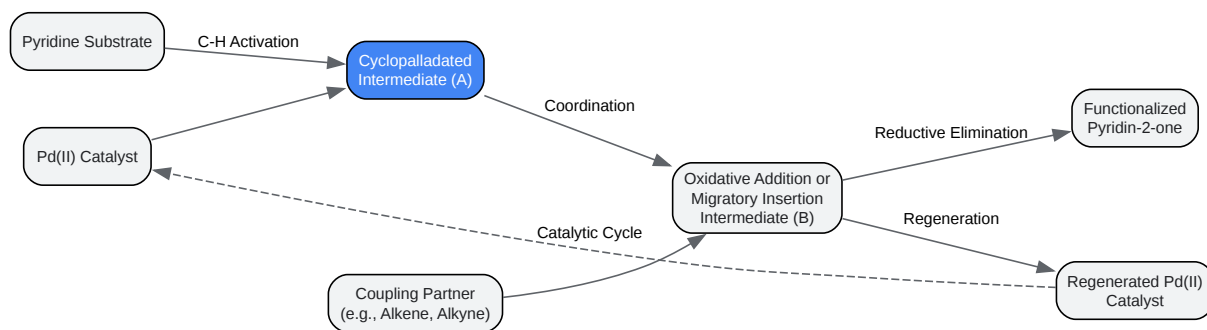 Pyridine Substrate
C-H Activation
Cyclopalladated
Intermediate (A)
Pd(II) Catalyst
Coordination
Functionalized
Pyridin-2-one
Reductive Elimination
Oxidative Addition or
Migratory Insertion
Intermediate (B)
Regeneration
Catalytic Cycle
Coupling Partner
(e.g., Alkene, Alkyne)
Regenerated Pd(II)
Catalyst